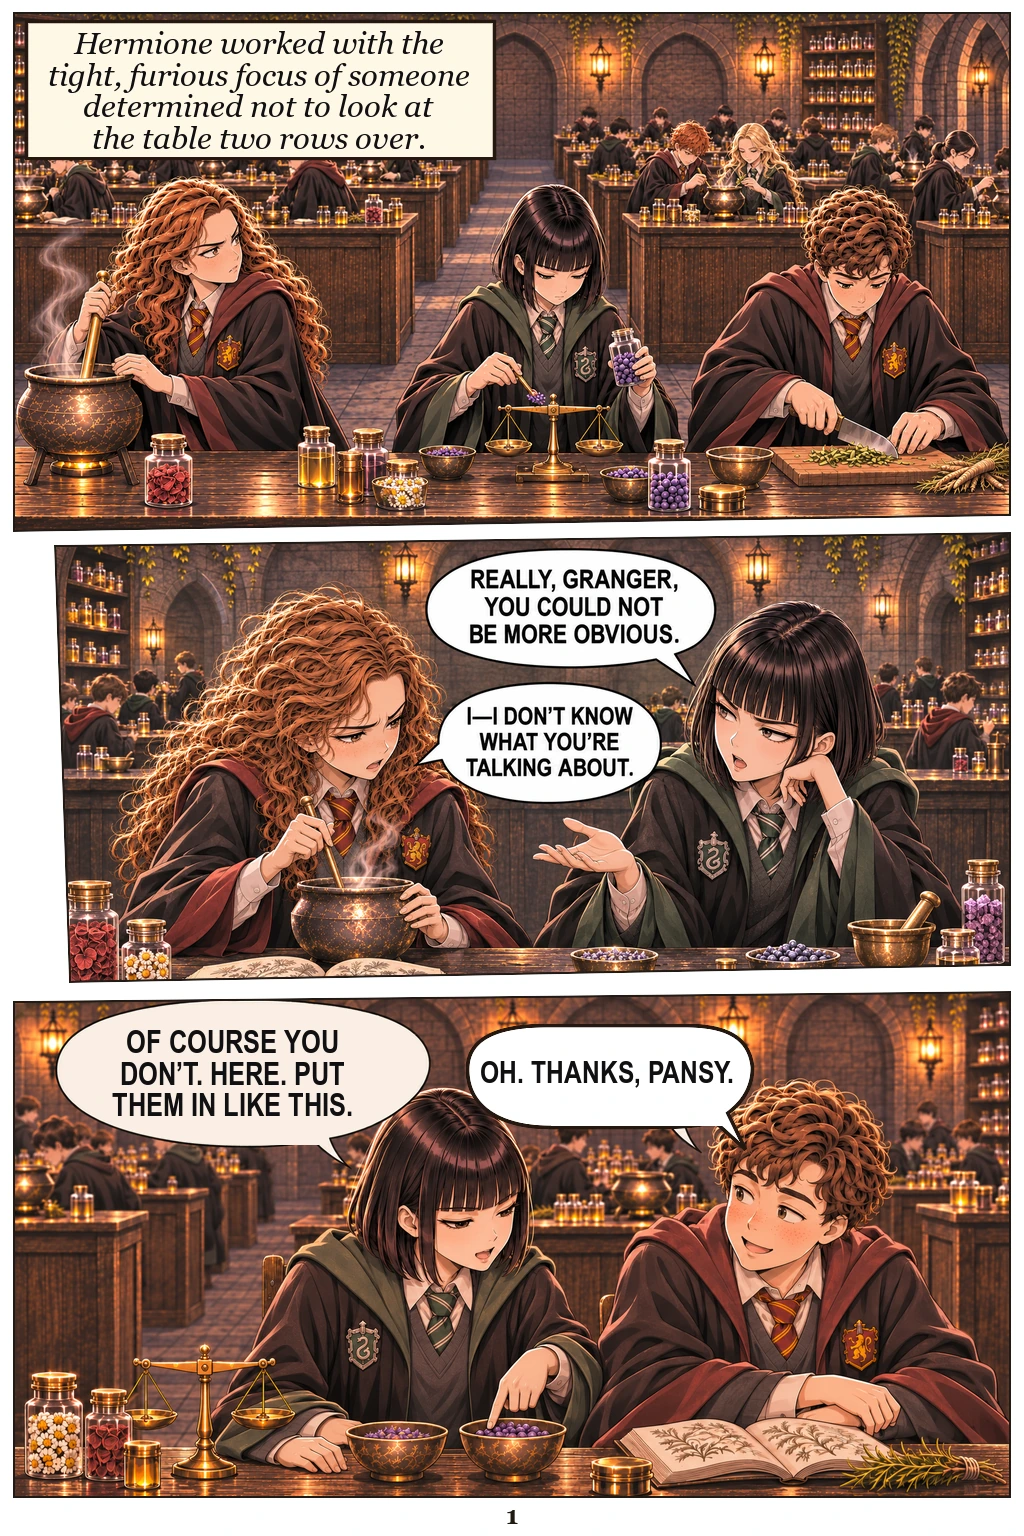 Hermione worked with the
tight, furious focus of someone
determined not to look at
the table two rows over.
REALLY, GRANGER,
YOU COULD NOT
BE MORE OBVIOUS.
I—I DON'T KNOW
WHAT YOU'RE
TALKING ABOUT.
OF COURSE YOU
DON'T. HERE. PUT
THEM IN LIKE THIS.
OH. THANKS, PANSY.
1